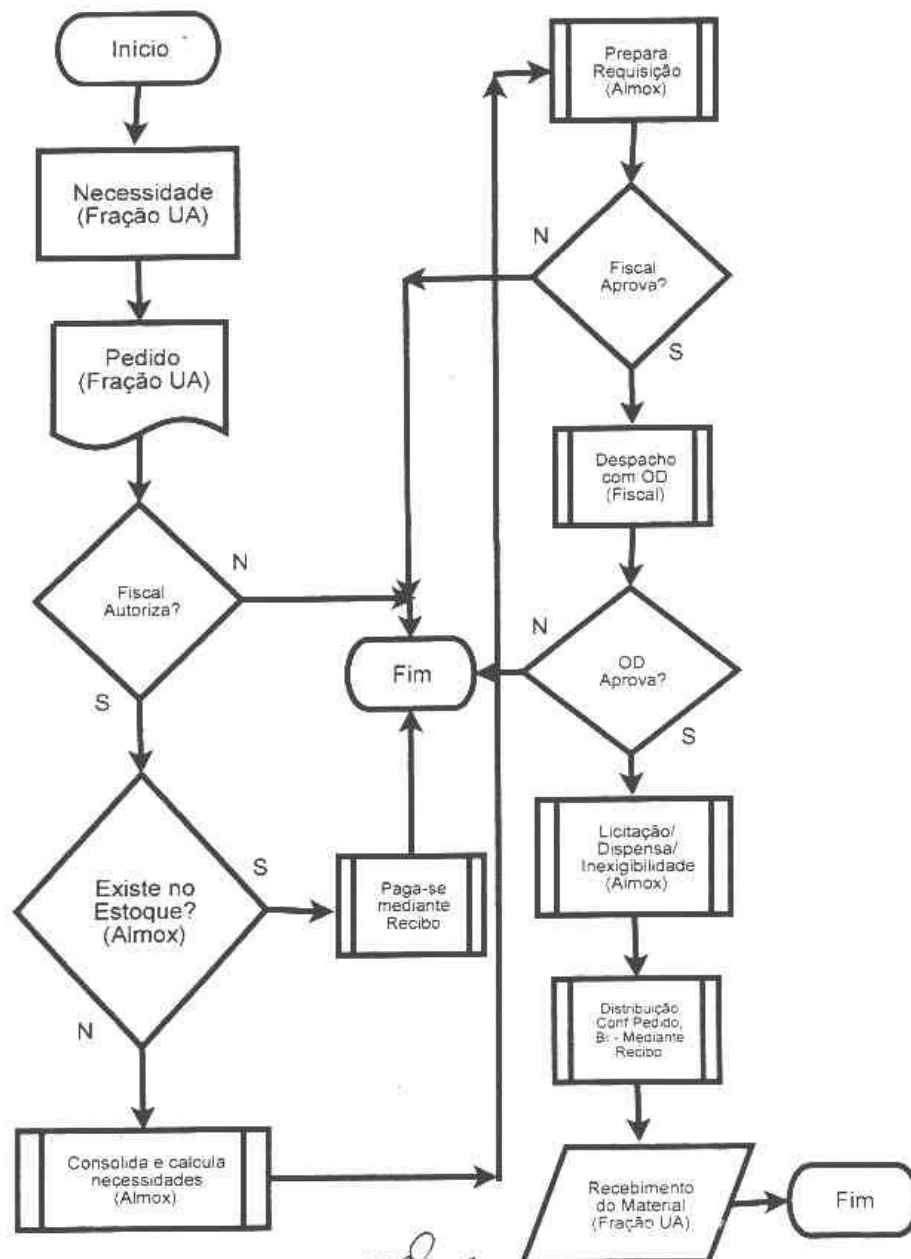 Início
Necessidade
(Fração UA)
Pedido
(Fração UA)
Fiscal
Autoriza?
N
S
Existe no
Estoque?
(Almox)
S
N
Paga-se
mediante
Recibo
Fim
Consolida e calcula
necessidades
(Almox)
Prepara
Requisição
(Almox)
N
Fiscal
Aprova?
S
Despacho
com OD
(Fiscal)
N
OD
Aprova?
S
Licitação/
Dispensa/
Inexigibilidade
(Almox)
Distribuição
Conf Pedido,
- Mediante
Recibo
Recebimento
do Material
(Fração UA)
Fim